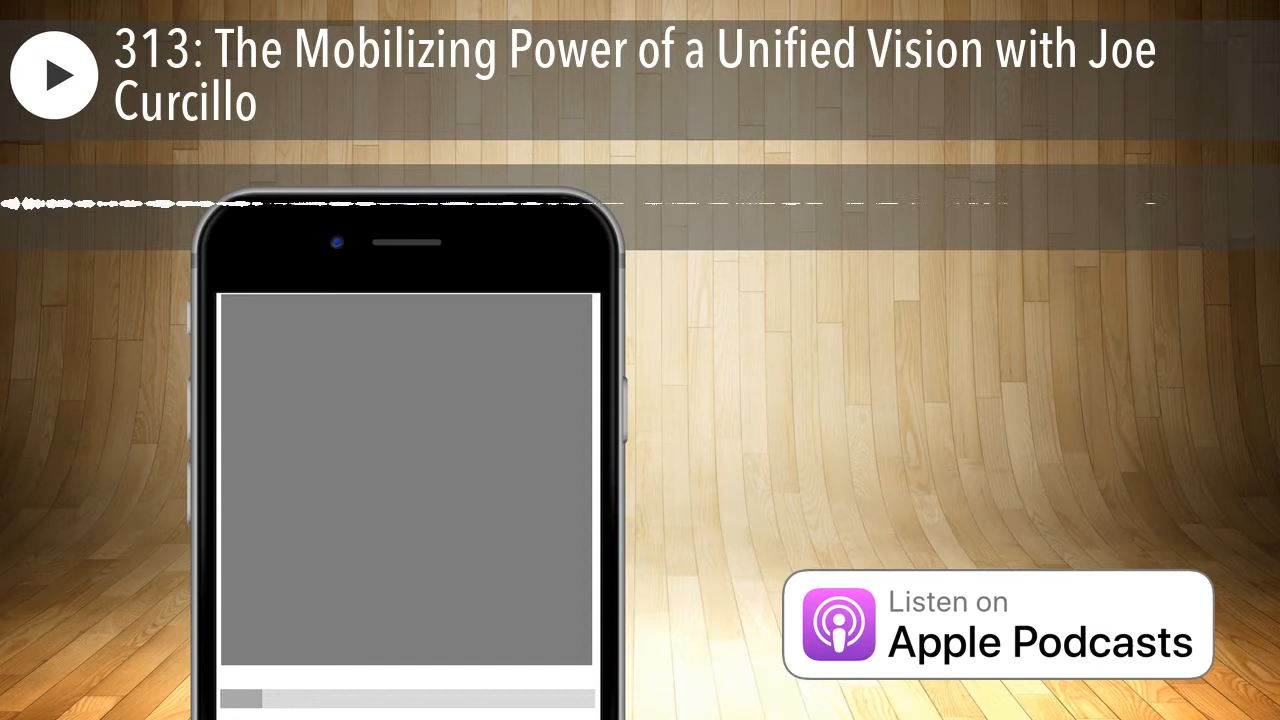 313: The Mobilizing Power of a Unified Vision with Joe
Curcillo
Listen on
Apple Podcasts